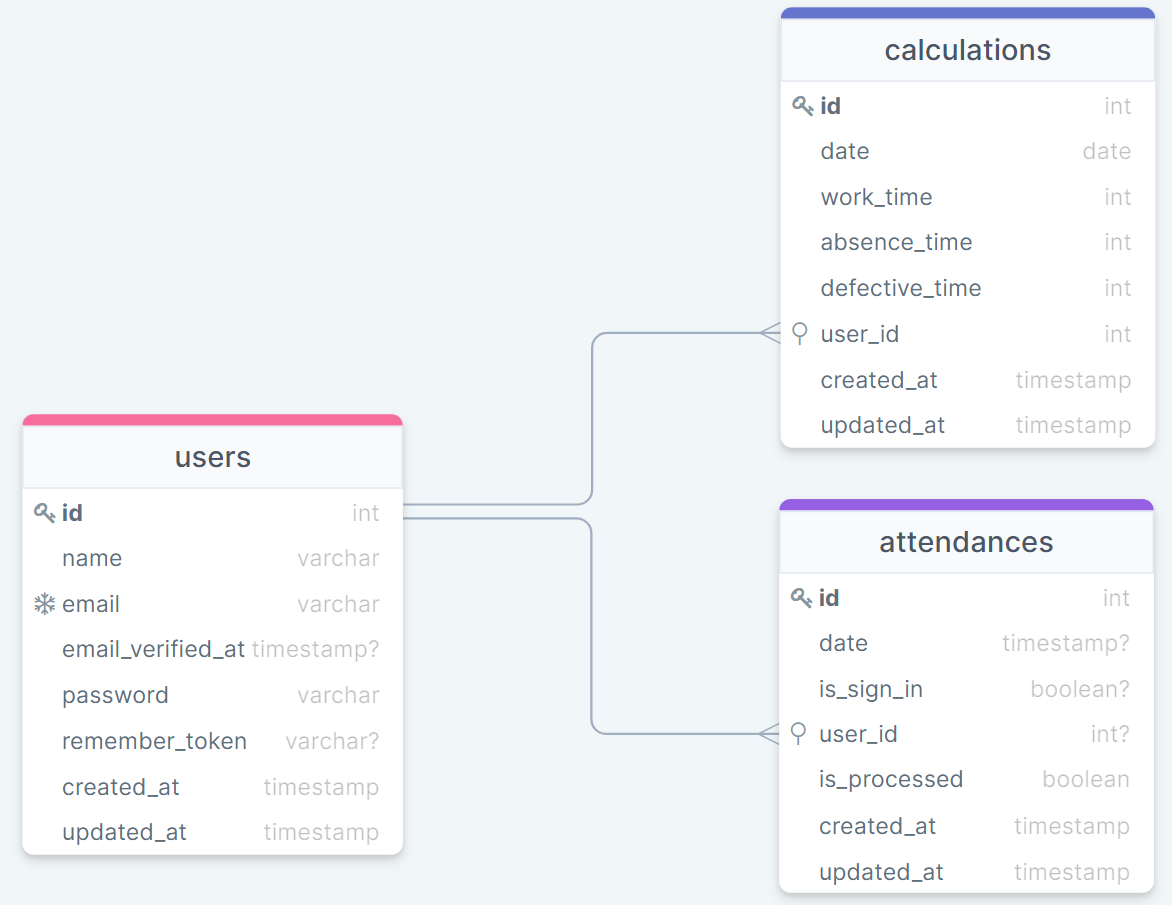 calculations
id int
date date
work_time int
absence_time int
defective_time int
user_id int
created_at timestamp
updated_at timestamp
users
id int
name varchar
email varchar
email_verified_at timestamp?
password varchar
remember_token varchar?
created_at timestamp
updated_at timestamp
attendances
id int
date timestamp?
is_sign_in boolean?
user_id int?
is_processed boolean
created_at timestamp
updated_at timestamp